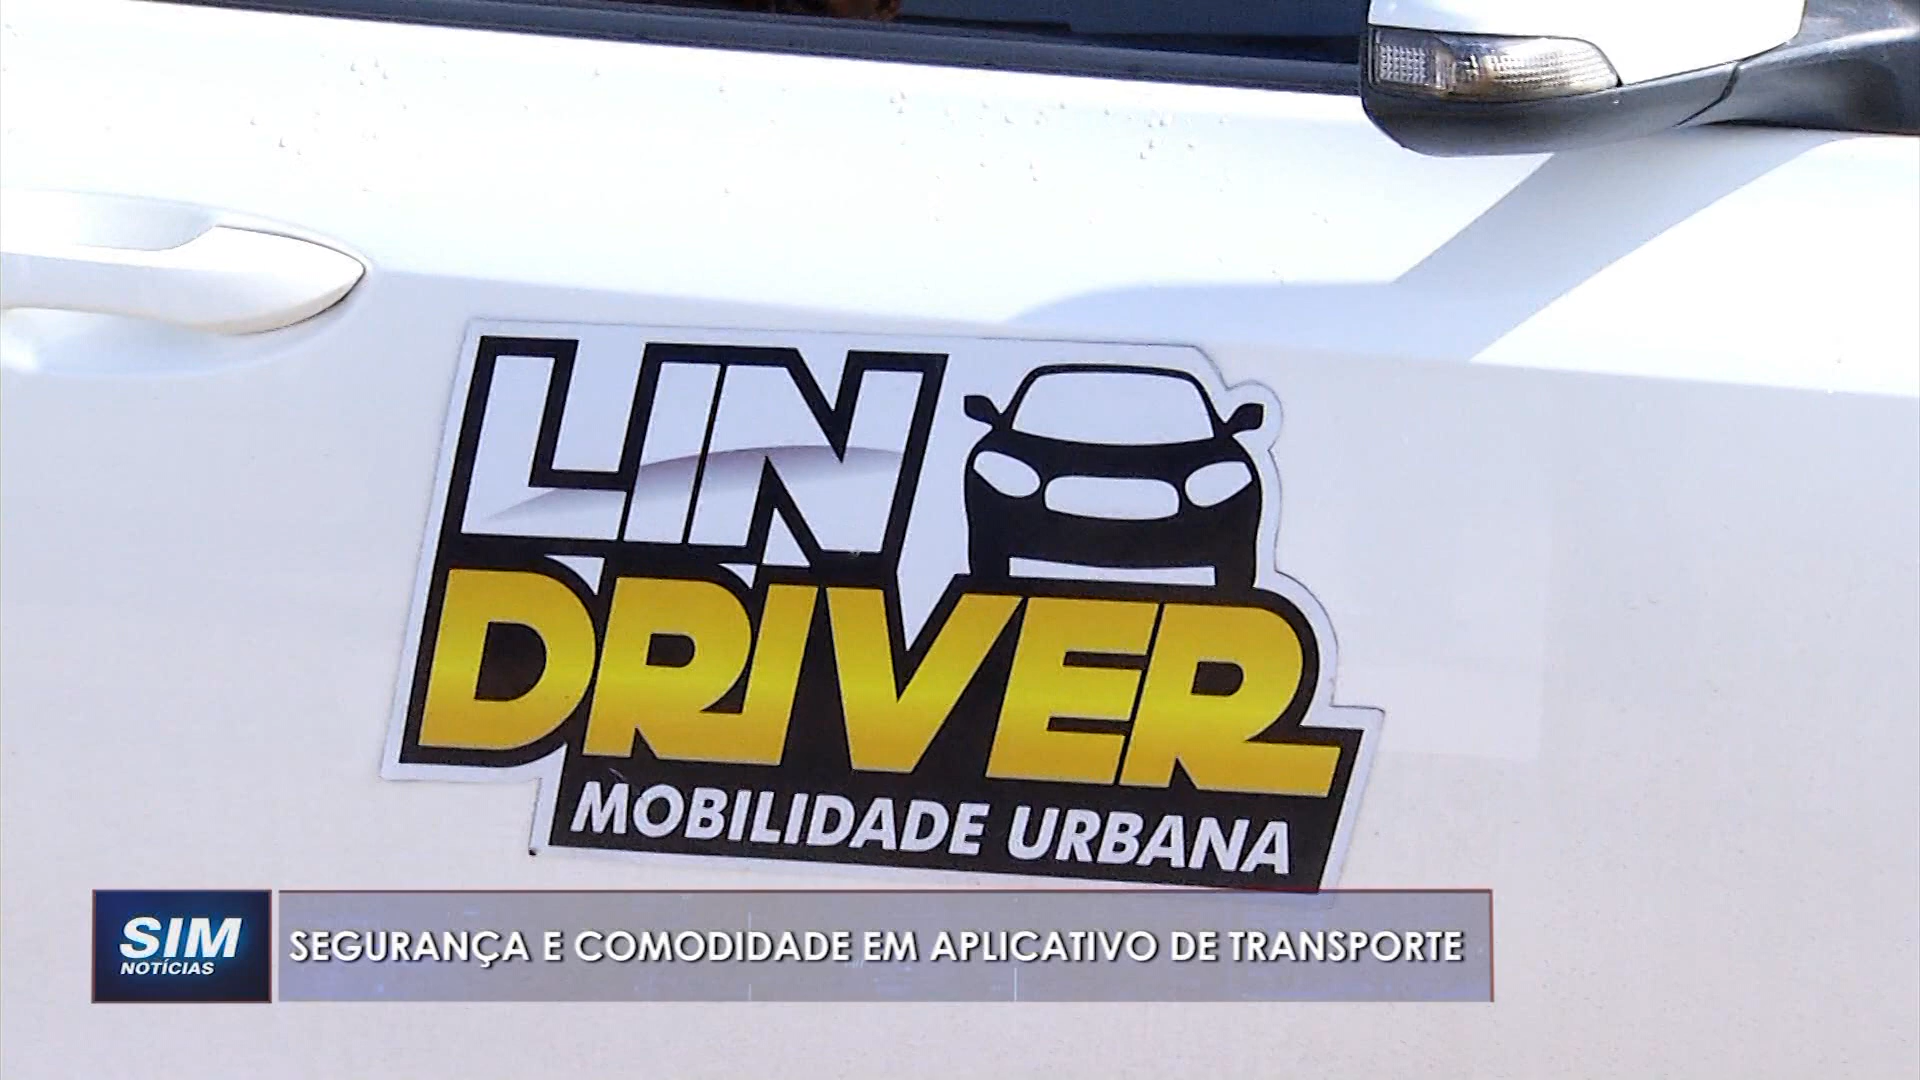 LIN
DRIVER
MOBILIDADE URBANA
SIM
NOTÍCIAS
SEGURANÇA E COMODIDADE EM APLICATIVO DE TRANSPORTE